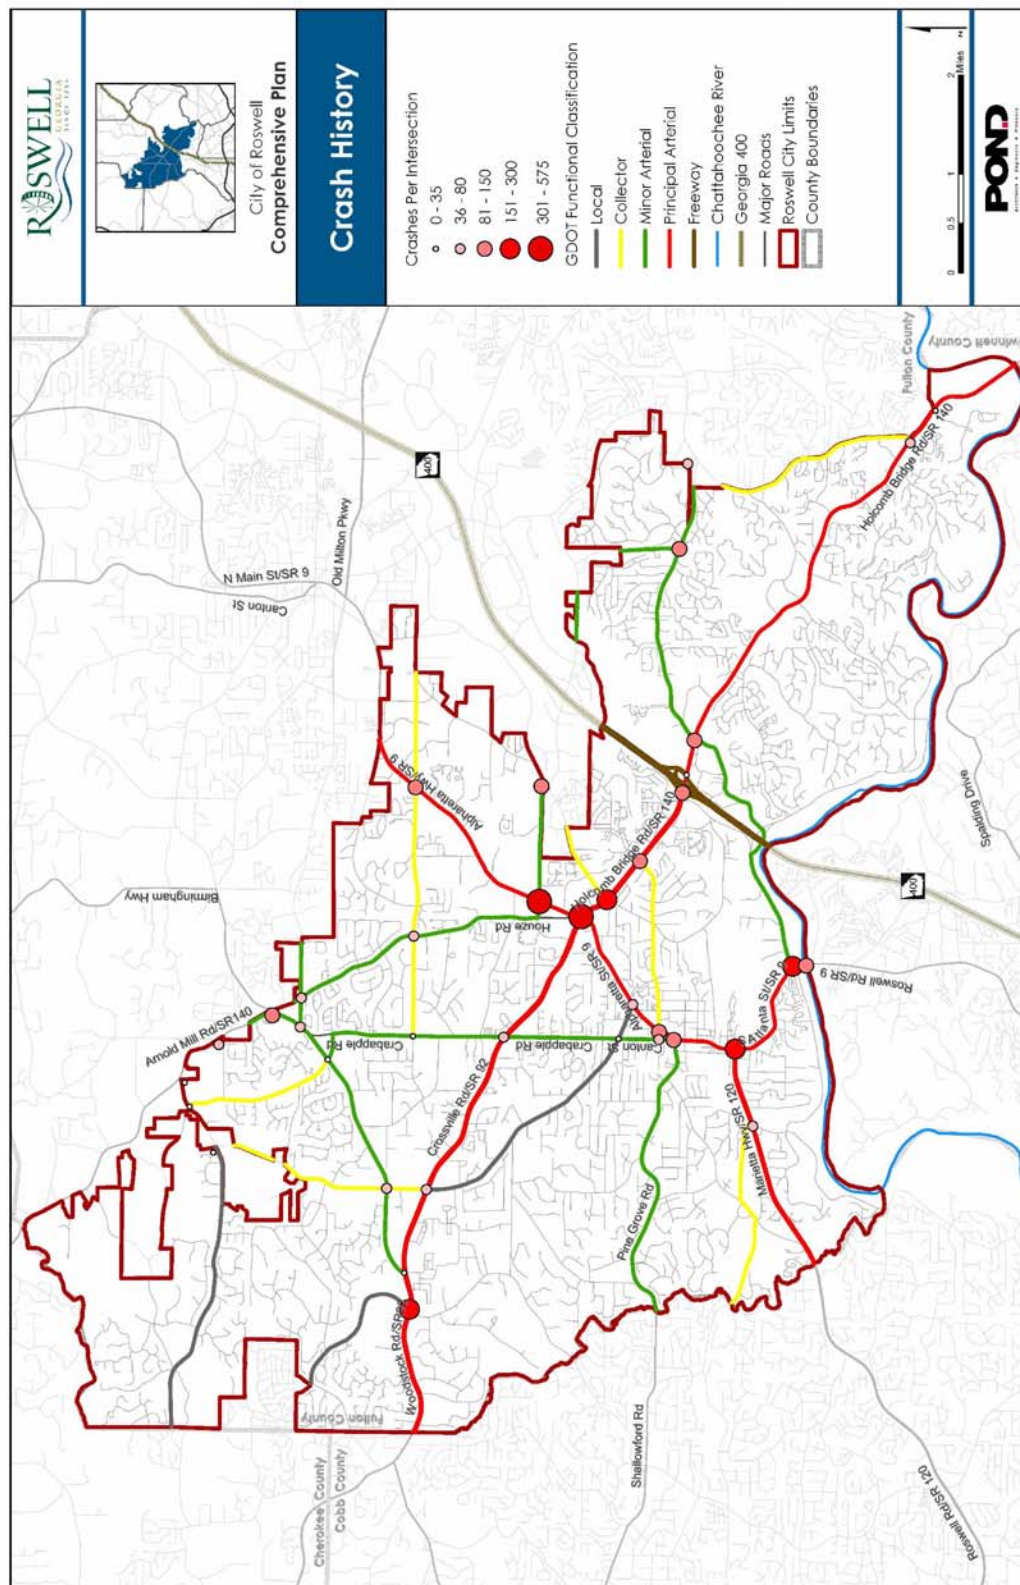 ROSWELL
GEORGIA
City of Roswell
Comprehensive Plan
Crash History
Crashes Per Intersection
0 - 35
36 - 80
81 - 150
151 - 300
301 - 575
GDOT Functional Classification
Local
Collector
Minor Arterial
Principal Arterial
Freeway
Chattahoochee River
Georgia 400
Major Roads
Roswell City Limits
County Boundaries
N
0
0.5
1
2
Miles
POND
Cherokee County
Cobb County
Fulton County
Woodstock Rd/SR
Arnold Mill Rd/SR140
Birmingham Hwy
Canton St
N Main St/SR 9
Old Milton Pkwy
400
Crabapple Rd
Crossville Rd/SR 92
Houze Rd
Alpharetta Hwy/SR 9
Crabapple Rd
Canton St
Alpharetta St/SR 9
Holcomb Bridge Rd/SR 140
Shallowford Rd
Pine Grove Rd
Marietta Hwy/SR 120
S Atlanta St/SR 9
Roswell Rd/SR 9
400
Spalding Drive
Holcomb Bridge Rd/SR 140
Fulton County
Gwinnett County
Roswell Rd/SR 120